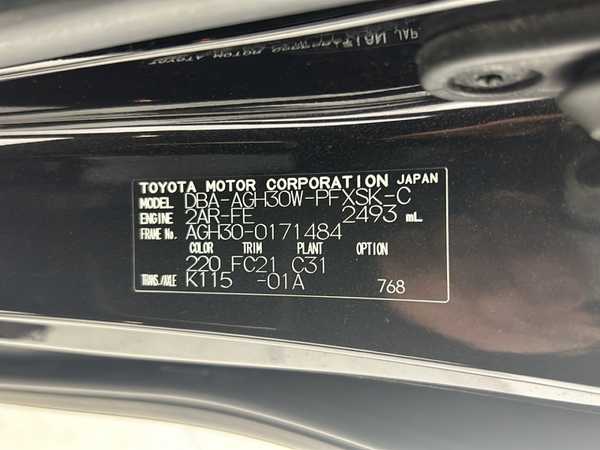 TOYOTA MOTOR CORPORATION JAPAN
MODEL DBA-AGH30W-PFXSK-C
ENGINE 2AR-FE 2493 mL
FRAME No. AGH30-0171484
COLOR TRIM PLANT OPTION
220 FC21 C31
TRANS./AXLE K115 -01A 768